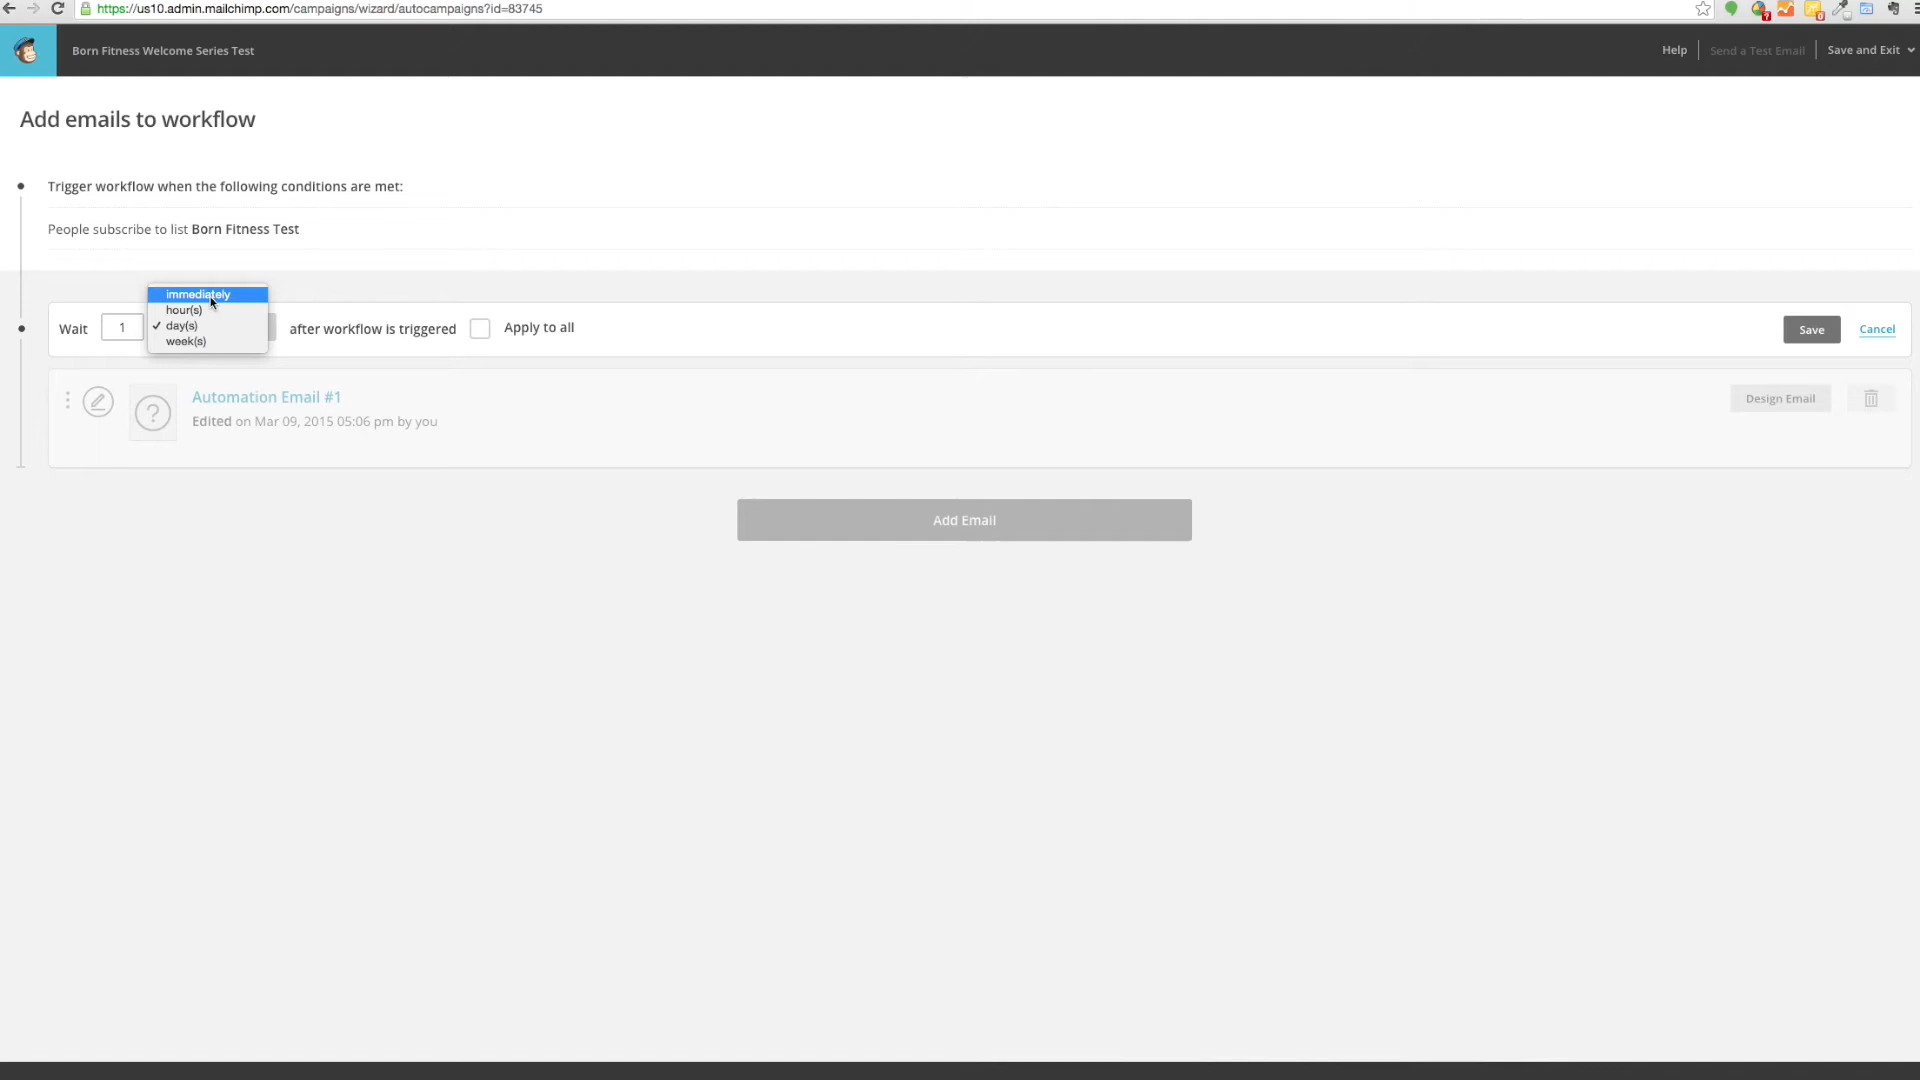 https://us10.admin.mailchimp.com/campaigns/wizard/autocampaigns?id=83745
Born Fitness Welcome Series Test
Help
Send a Test Email
Save and Exit
Add emails to workflow
Trigger workflow when the following conditions are met:
People subscribe to list Born Fitness Test
immediately
hour(s)
✓ day(s)
week(s)
Wait 1 after workflow is triggered Apply to all Save Cancel
Automation Email #1
Edited on Mar 09, 2015 05:06 pm by you
Design Email
Add Email